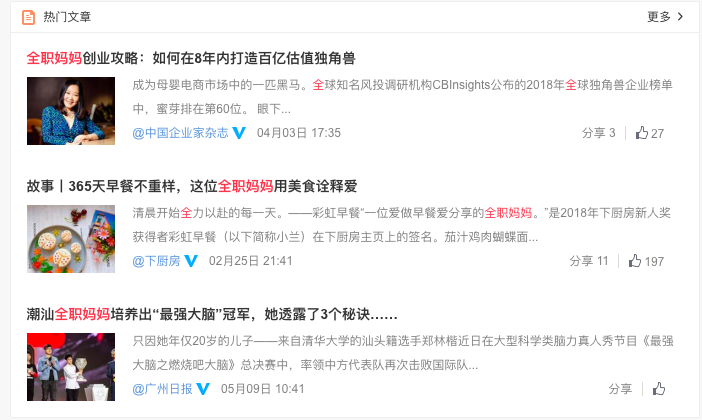 热门文章
更多
全职妈妈创业攻略：如何在8年内打造百亿估值独角兽
成为母婴电商市场中的一匹黑马。全球知名风投调研机构CBInsights公布的2018年全球独角兽企业榜单
中，蜜芽排在第60位。 眼下...
@中国企业家杂志 04月03日 17:35 分享 3 27
故事丨365天早餐不重样，这位全职妈妈用美食诠释爱
清晨开始全力以赴的每一天。——彩虹早餐“一位爱做早餐爱分享的全职妈妈。”是2018年下厨房新人奖
获得者彩虹早餐（以下简称小兰）在下厨房主页上的签名。茄汁鸡肉蝴蝶面...
@下厨房 02月25日 21:41 分享 11 197
潮汕全职妈妈培养出“最强大脑”冠军，她透露了3个秘诀……
只因她年仅20岁的儿子——来自清华大学的汕头籍选手郑林楷近日在大型科学类脑力真人秀节目《最强
大脑之燃烧吧大脑》总决赛中，率领中方代表队再次击败国际队...
@广州日报 05月09日 10:41 分享